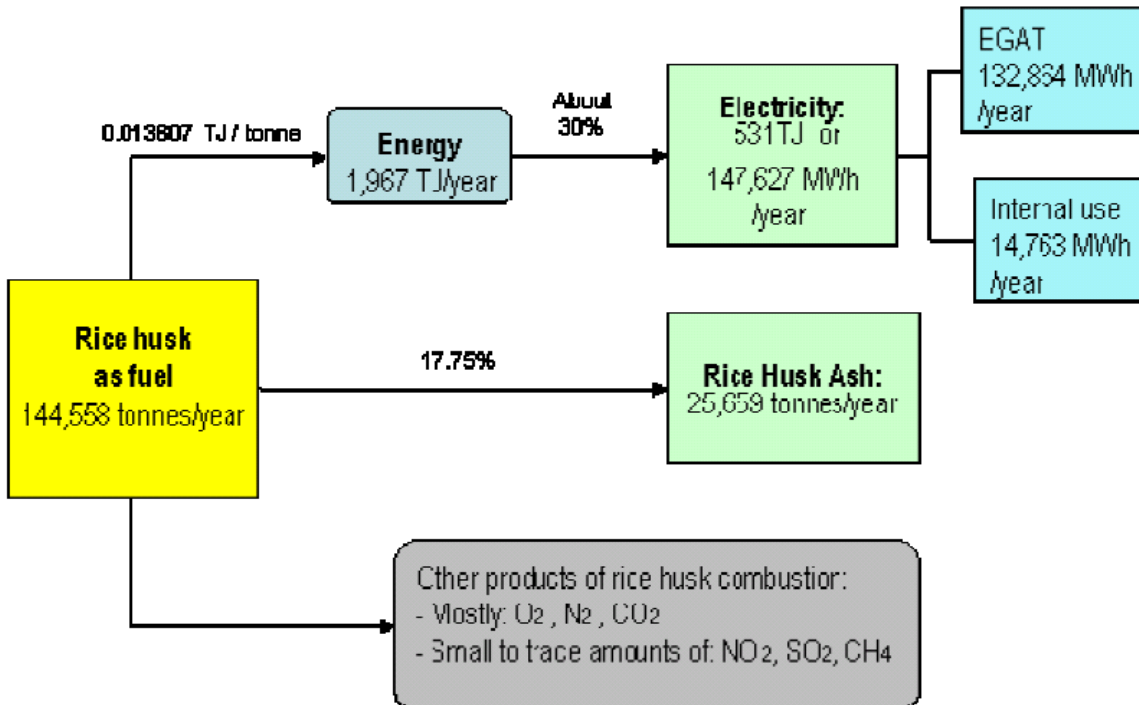 EGAT
132,864 MWh
/year
About
30%
Electricity:
531TJ or
147,627 MWh
/year
0.013607 TJ / tonne
Energy
1,967 TJ/year
Internal use
14,763 MWh
/year
Rice husk
as fuel
144,558 tonnes/year
17.75%
Rice Husk Ash:
25,659 tonnes/year
Other products of rice husk combustion:
- Mostly: O2 , N2 , CO2
- Small to trace amounts of: NO2, SO2, CH4